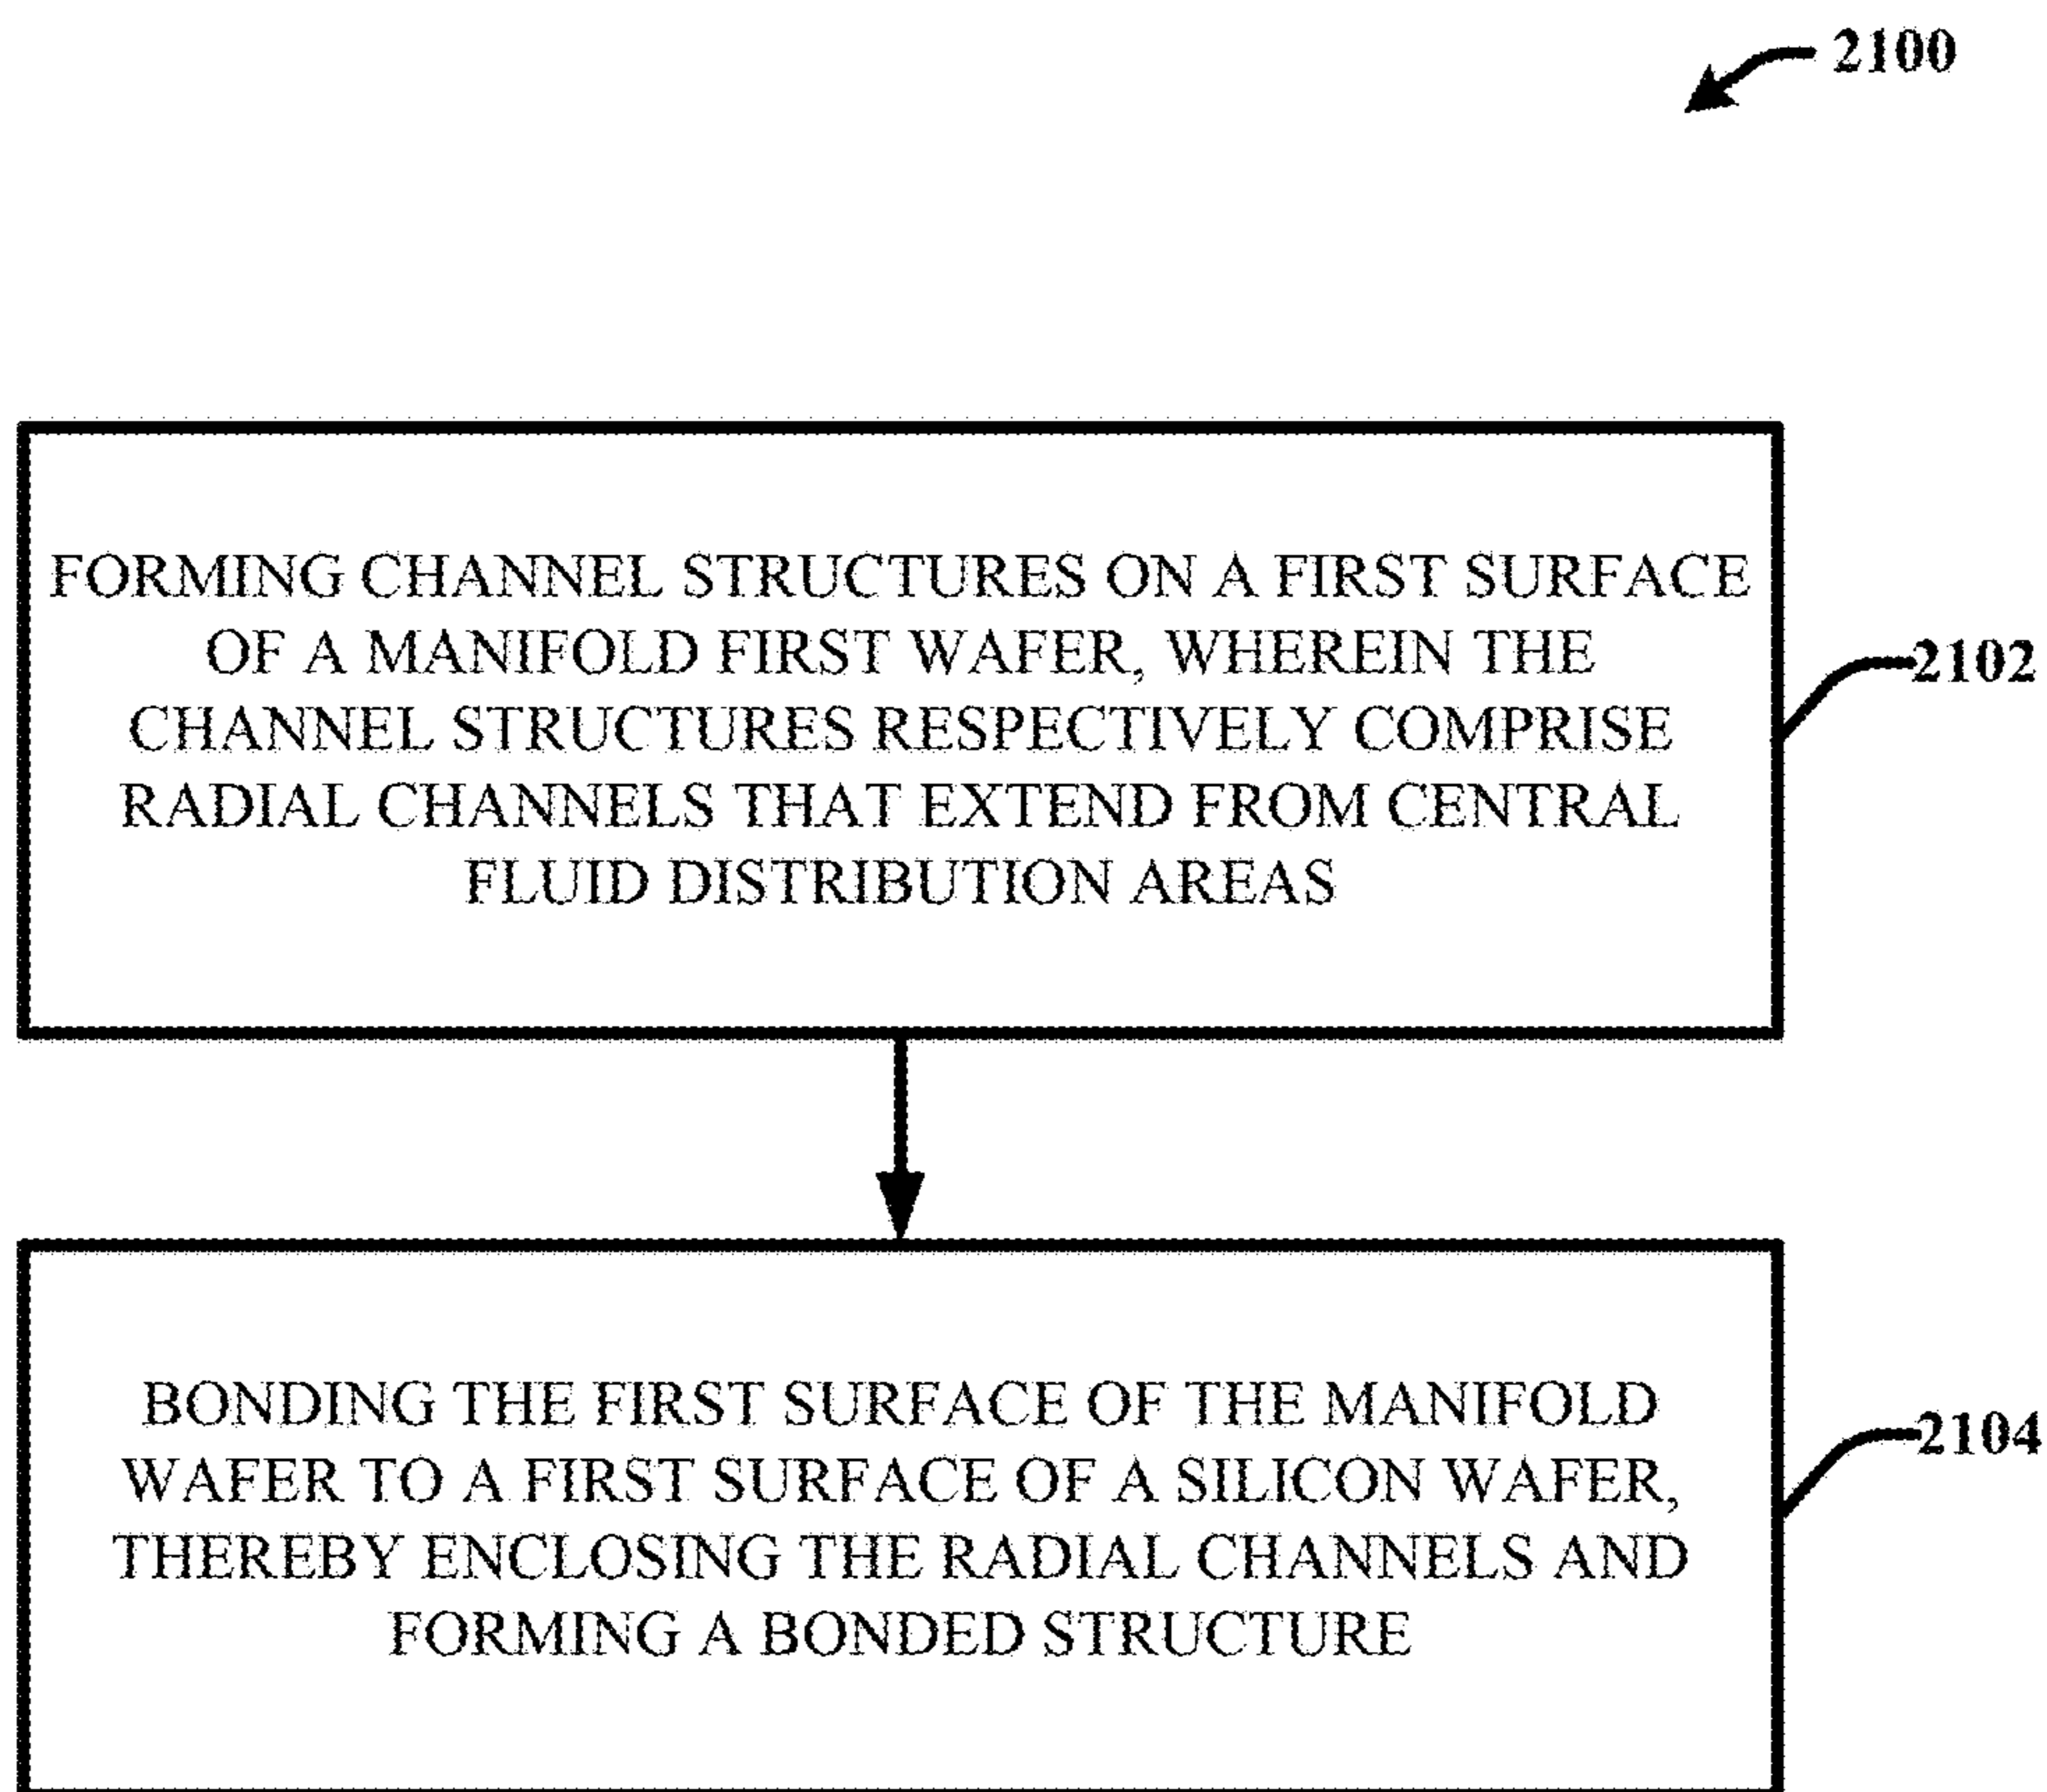 2100
FORMING CHANNEL STRUCTURES ON A FIRST SURFACE
OF A MANIFOLD FIRST WAFER, WHEREIN THE
CHANNEL STRUCTURES RESPECTIVELY COMPRISE
RADIAL CHANNELS THAT EXTEND FROM CENTRAL
FLUID DISTRIBUTION AREAS
2102
BONDING THE FIRST SURFACE OF THE MANIFOLD
WAFER TO A FIRST SURFACE OF A SILICON WAFER,
THEREBY ENCLOSING THE RADIAL CHANNELS AND
FORMING A BONDED STRUCTURE
2104